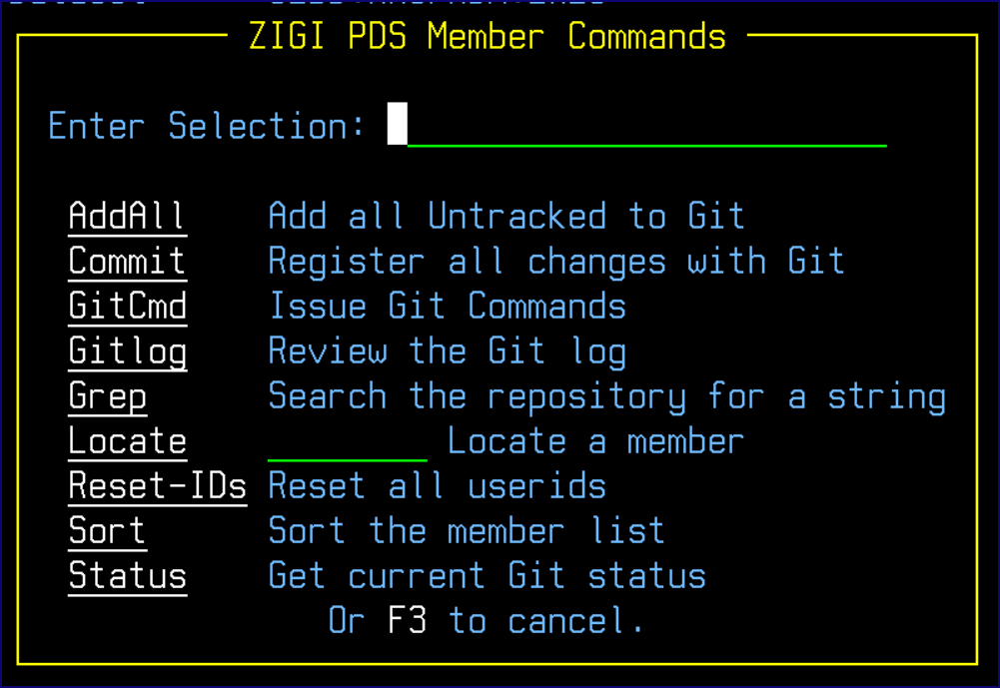 ZIGI PDS Member Commands
Enter Selection:
AddAll Add all Untracked to Git
Commit Register all changes with Git
GitCmd Issue Git Commands
Gitlog Review the Git log
Grep Search the repository for a string
Locate Locate a member
Reset-IDs Reset all userids
Sort Sort the member list
Status Get current Git status
Or F3 to cancel.